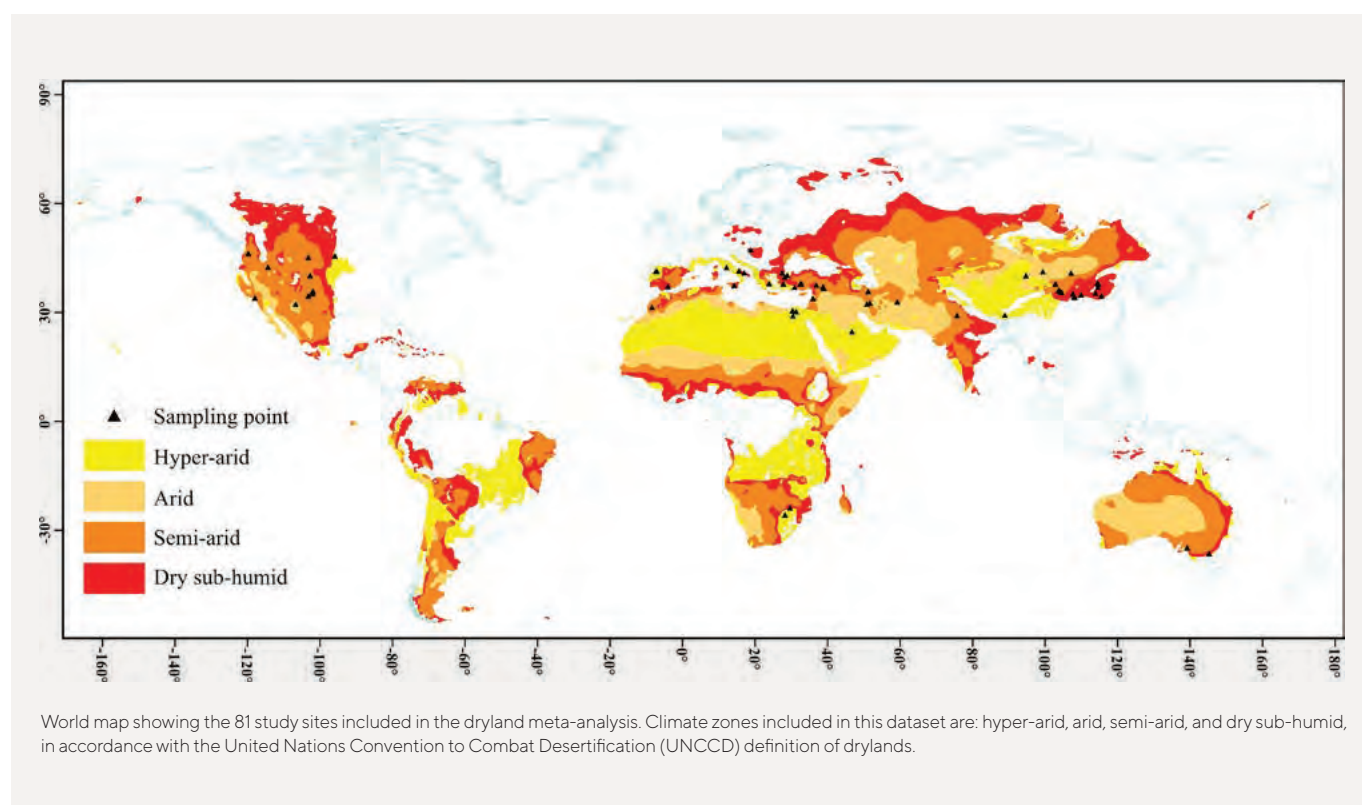 90°
60°
30°
0°
-30°
Sampling point
Hyper-arid
Arid
Semi-arid
Dry sub-humid
-160° -140° -120° -100° -80° -60° -40° -20° 0° 20° 40° 60° 80° 100° 120° 140° 160° 180°
World map showing the 81 study sites included in the dryland meta-analysis. Climate zones included in this dataset are: hyper-arid, arid, semi-arid, and dry sub-humid,
in accordance with the United Nations Convention to Combat Desertification (UNCCD) definition of drylands.